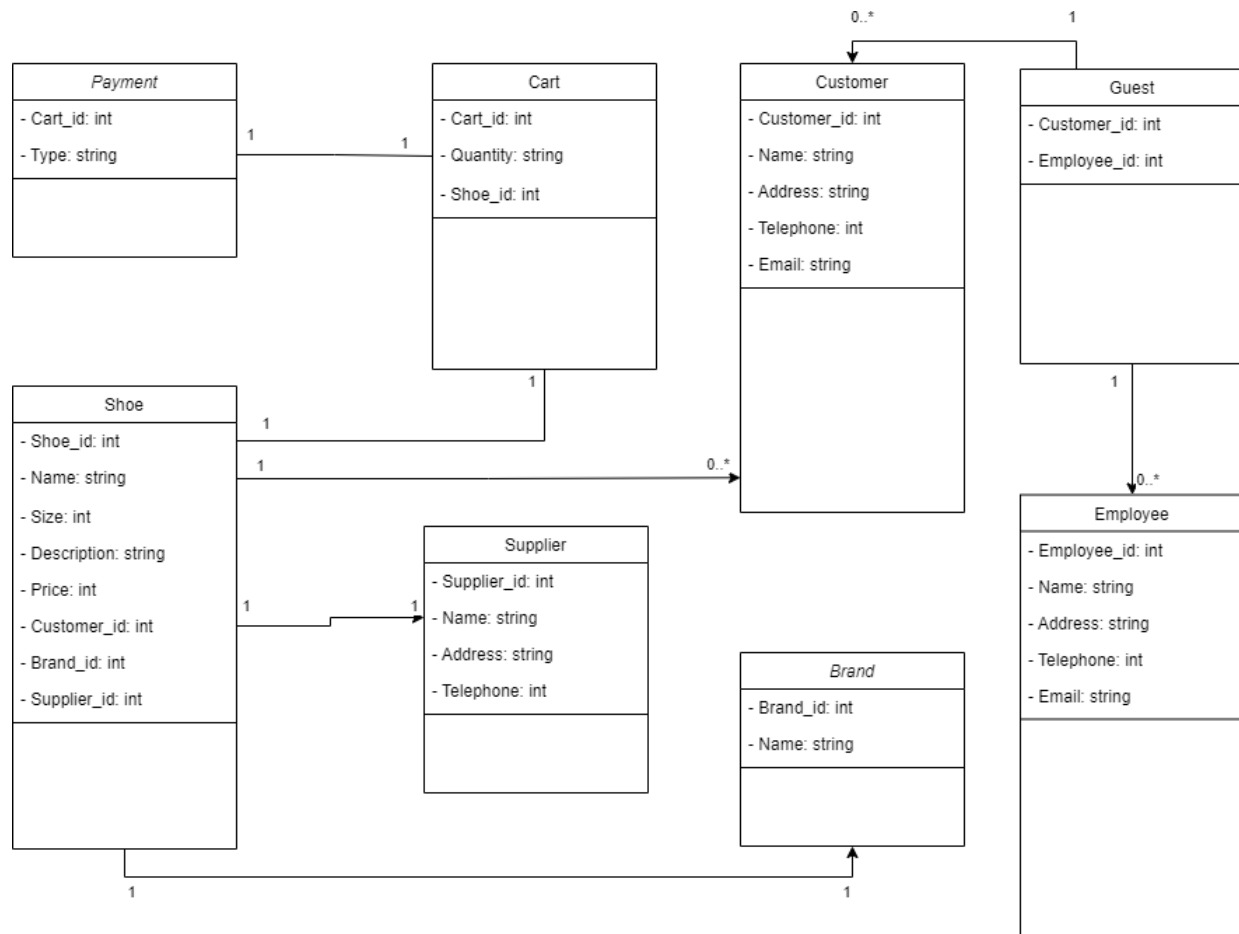 0..*
1
Payment
- Cart_id: int
- Type: string
1
1
Cart
- Cart_id: int
- Quantity: string
- Shoe_id: int
1
Customer
- Customer_id: int
- Name: string
- Address: string
- Telephone: int
- Email: string
Guest
- Customer_id: int
- Employee_id: int
1
0..*
Shoe
- Shoe_id: int
- Name: string
- Size: int
- Description: string
- Price: int
- Customer_id: int
- Brand_id: int
- Supplier_id: int
1
1
0..*
1
1
Supplier
- Supplier_id: int
- Name: string
- Address: string
- Telephone: int
Brand
- Brand_id: int
- Name: string
Employee
- Employee_id: int
- Name: string
- Address: string
- Telephone: int
- Email: string
1
1